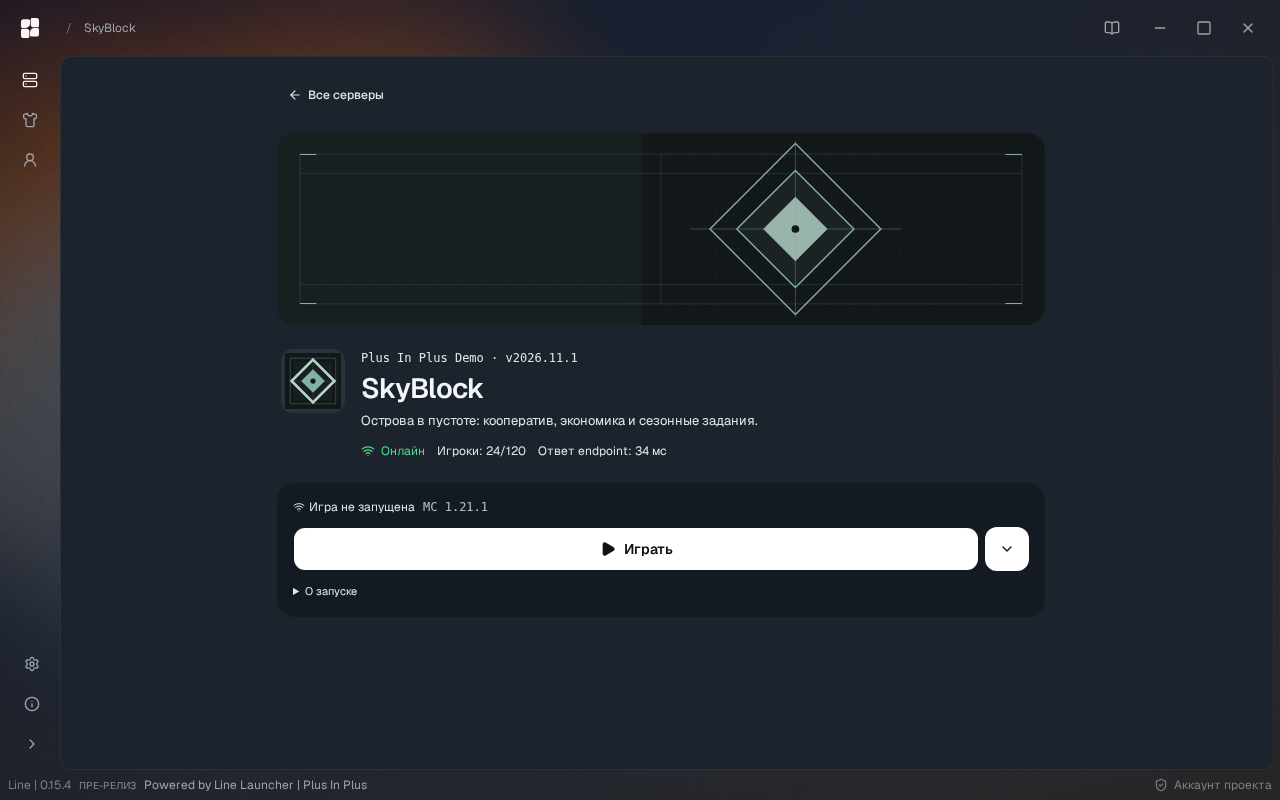 / SkyBlock
Все серверы
Plus In Plus Demo · v2026.11.1
SkyBlock
Острова в пустоте: кооператив, экономика и сезонные задания.
Онлайн Игроки: 24/120 Ответ endpoint: 34 мс
Игра не запущена MC 1.21.1
Играть
О запуске
Line | 0.15.4 ПРЕ-РЕЛИЗ Powered by Line Launcher | Plus In Plus Аккаунт проекта